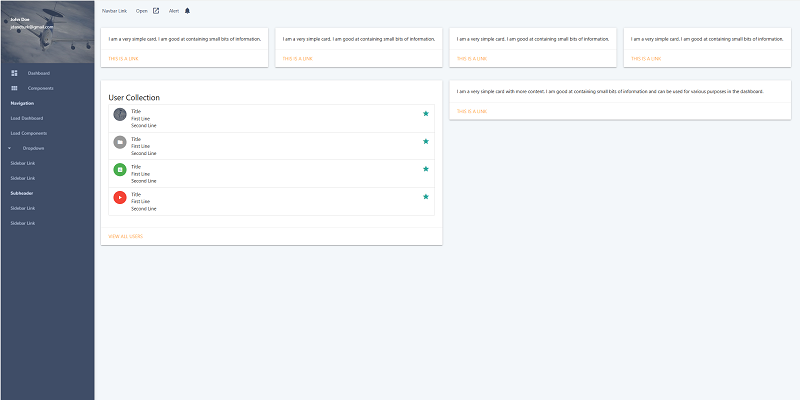 John Doe
jdandturk@gmail.com
Dashboard
Components
Navigation
Load Dashboard
Load Components
Dropdown
Sidebar Link
Sidebar Link
Subheader
Sidebar Link
Sidebar Link
Navbar Link Open Alert
I am a very simple card. I am good at containing small bits of information.
THIS IS A LINK
I am a very simple card. I am good at containing small bits of information.
THIS IS A LINK
I am a very simple card. I am good at containing small bits of information.
THIS IS A LINK
I am a very simple card. I am good at containing small bits of information.
THIS IS A LINK
User Collection
Title
First Line
Second Line
Title
First Line
Second Line
Title
First Line
Second Line
Title
First Line
Second Line
VIEW ALL USERS
I am a very simple card with more context. I am good at containing small bits of information and can be used for various purposes in the dashboard.
THIS IS A LINK